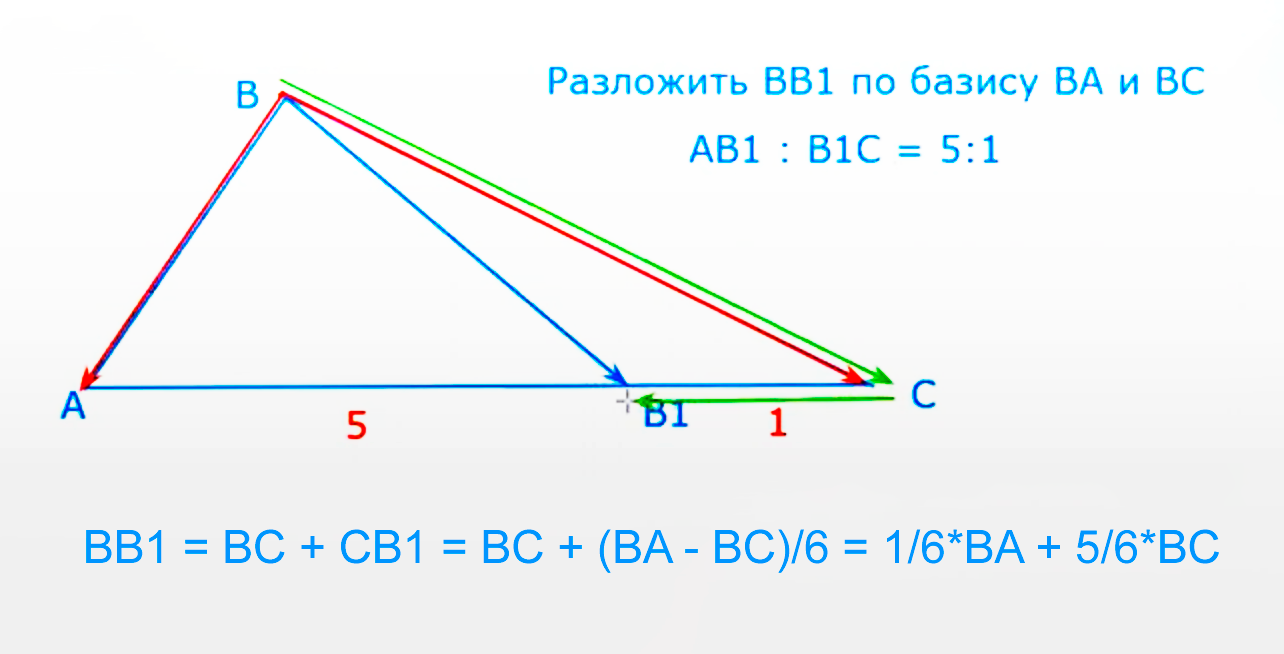 Разложить BB1 по базису BA и BC
AB1 : B1C = 5:1
B
A
5
B1
1
C
BB1 = BC + CB1 = BC + (BA - BC)/6 = 1/6*BA + 5/6*BC